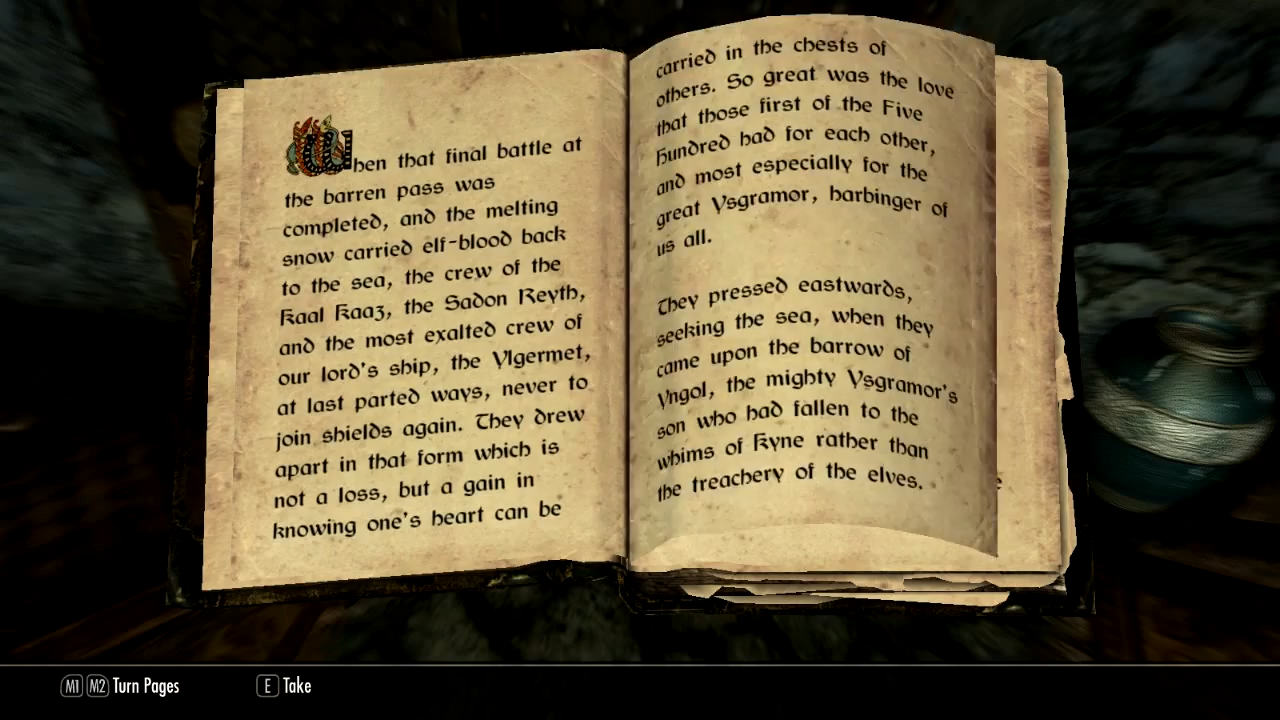 When that final battle at
the barren pass was
completed, and the melting
snow carried elf-blood back
to the sea, the crew of the
Kaal Kaaz, the Sadon Reyth,
and the most exalted crew of
our lord's ship, the Ylgermet,
at last parted ways, never to
join shields again. They drew
apart in that form which is
not a loss, but a gain in
knowing one's heart can be
carried in the chests of
others. So great was the love
that those first of the Five
Hundred had for each other,
and most especially for the
great Ysgramor, harbinger of
us all.
They pressed eastwards,
seeking the sea, when they
came upon the barrow of
Yngol, the mighty Ysgramor's
son who had fallen to the
whims of Kyne rather than
the treachery of the elves.
e
M1 M2 Turn Pages
E Take